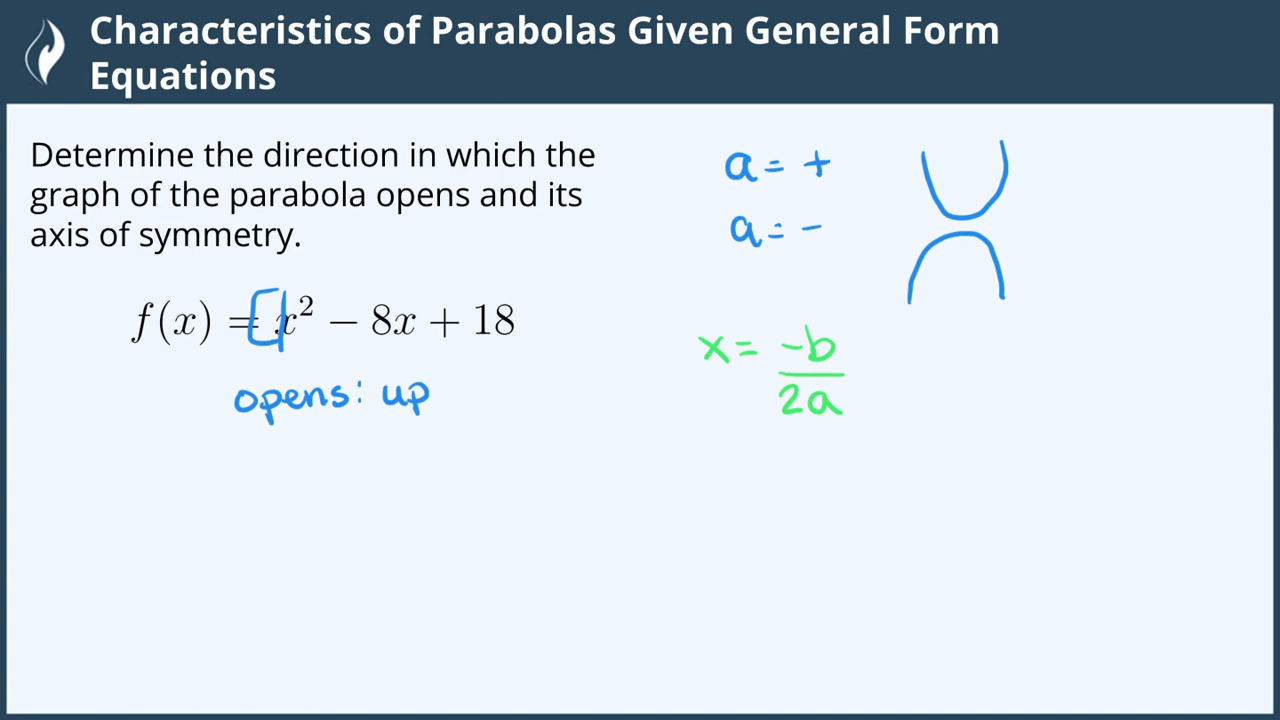 Characteristics of Parabolas Given General Form
Equations
Determine the direction in which the
graph of the parabola opens and its
axis of symmetry.
f(x) = x² − 8x + 18
opens: up
a = +
a = -
x = -b/2a